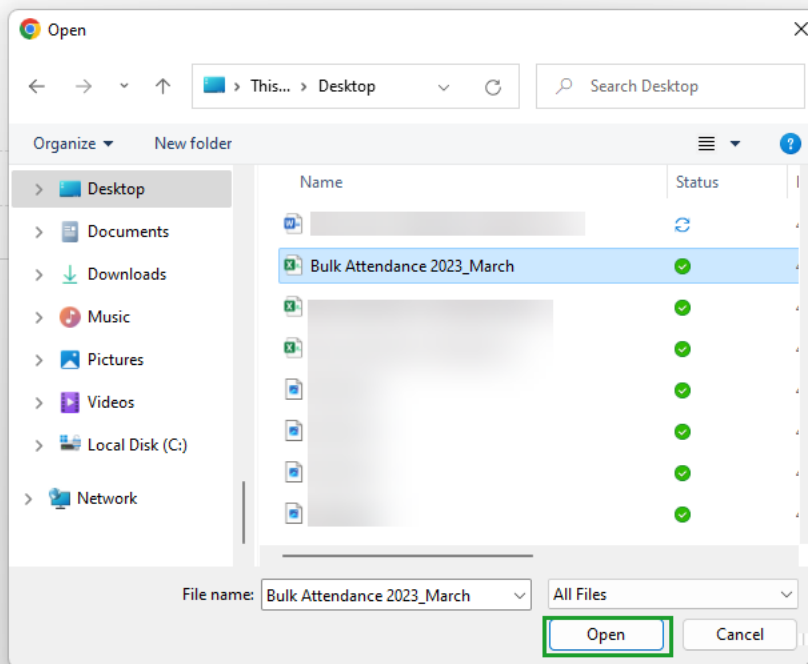 Open
This... > Desktop
Search Desktop
Organize
New folder
Name
Status
Desktop
Documents
Downloads
Music
Pictures
Videos
Local Disk (C:)
Network
Bulk Attendance 2023_March
File name: Bulk Attendance 2023_March
All Files
Open
Cancel